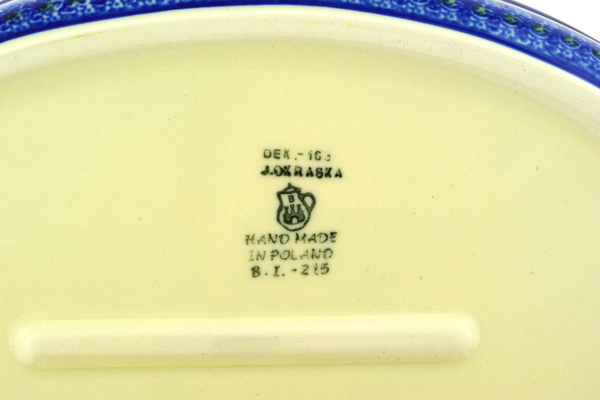 DEK.-163
J.OKRASKA
B
HAND MADE
IN POLAND
B.I.-215